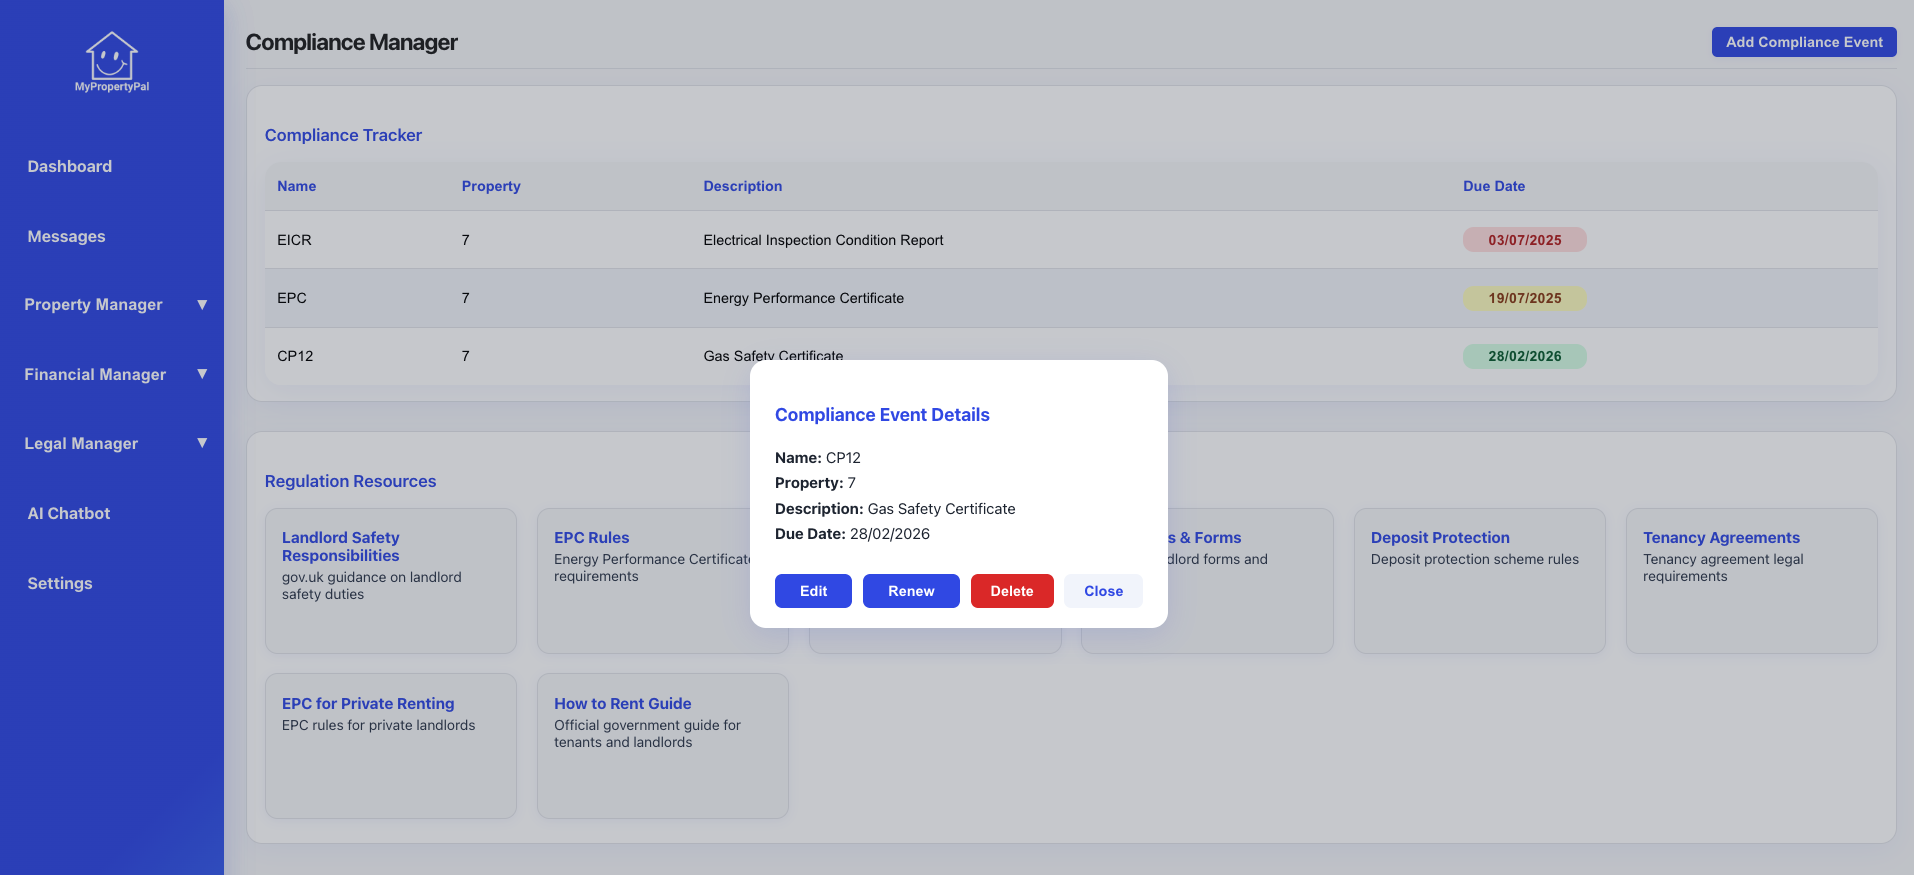 MyPropertyPal
Dashboard
Messages
Property Manager ▼
Financial Manager ▼
Legal Manager ▼
AI Chatbot
Settings
Compliance Manager
Add Compliance Event
Compliance Tracker
Name Property Description Due Date
EICR 7 Electrical Inspection Condition Report 03/07/2025
EPC 7 Energy Performance Certificate 19/07/2025
CP12 7 Gas Safety Certificate 28/02/2026
Compliance Event Details
Name: CP12
Property: 7
Description: Gas Safety Certificate
Due Date: 28/02/2026
Edit Renew Delete Close
Regulation Resources
Landlord Safety
Responsibilities
gov.uk guidance on landlord
safety duties
EPC Rules
Energy Performance Certificate
requirements
s & Forms
dlord forms and
Deposit Protection
Deposit protection scheme rules
Tenancy Agreements
Tenancy agreement legal
requirements
EPC for Private Renting
EPC rules for private landlords
How to Rent Guide
Official government guide for
tenants and landlords